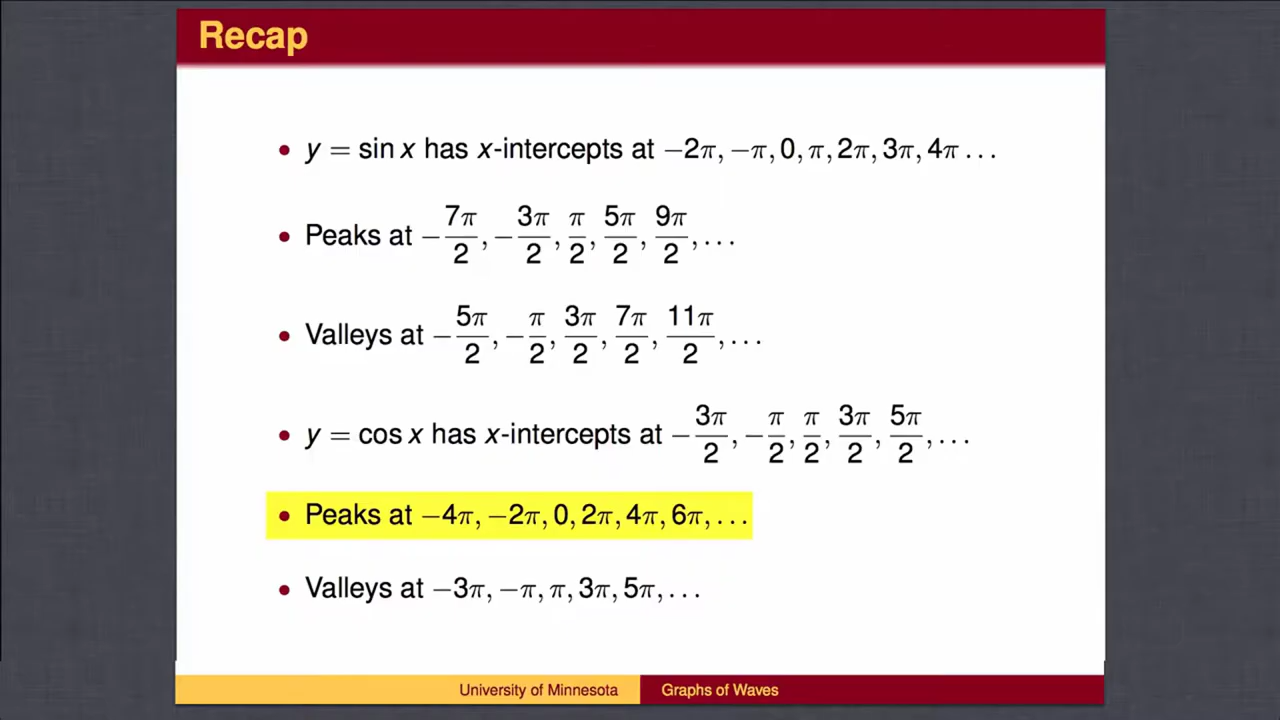 Recap
• y = sin x has x-intercepts at −2π, −π, 0, π, 2π, 3π, 4π . . .
• Peaks at −7π/2, −3π/2, π/2, 5π/2, 9π/2, . . .
• Valleys at −5π/2, −π/2, 3π/2, 7π/2, 11π/2, . . .
• y = cos x has x-intercepts at −3π/2, −π/2, π/2, 3π/2, 5π/2, . . .
• Peaks at −4π, −2π, 0, 2π, 4π, 6π, . . .
• Valleys at −3π, −π, π, 3π, 5π, . . .
University of Minnesota Graphs of Waves